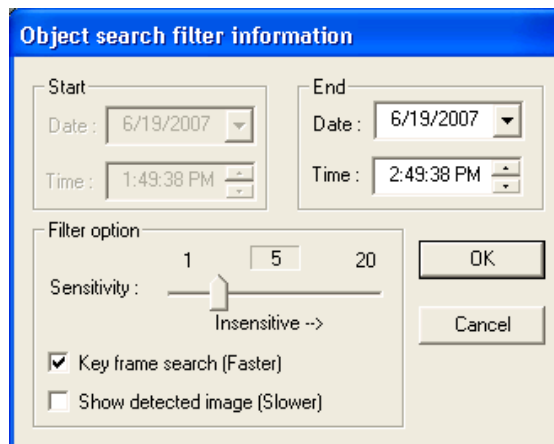 Object search filter information
Start
Date : 6/19/2007
Time : 1:49:38 PM
End
Date : 6/19/2007
Time : 2:49:38 PM
Filter option
1 5 20
Sensitivity :
Insensitive -->
Key frame search (Faster)
Show detected image (Slower)
OK
Cancel